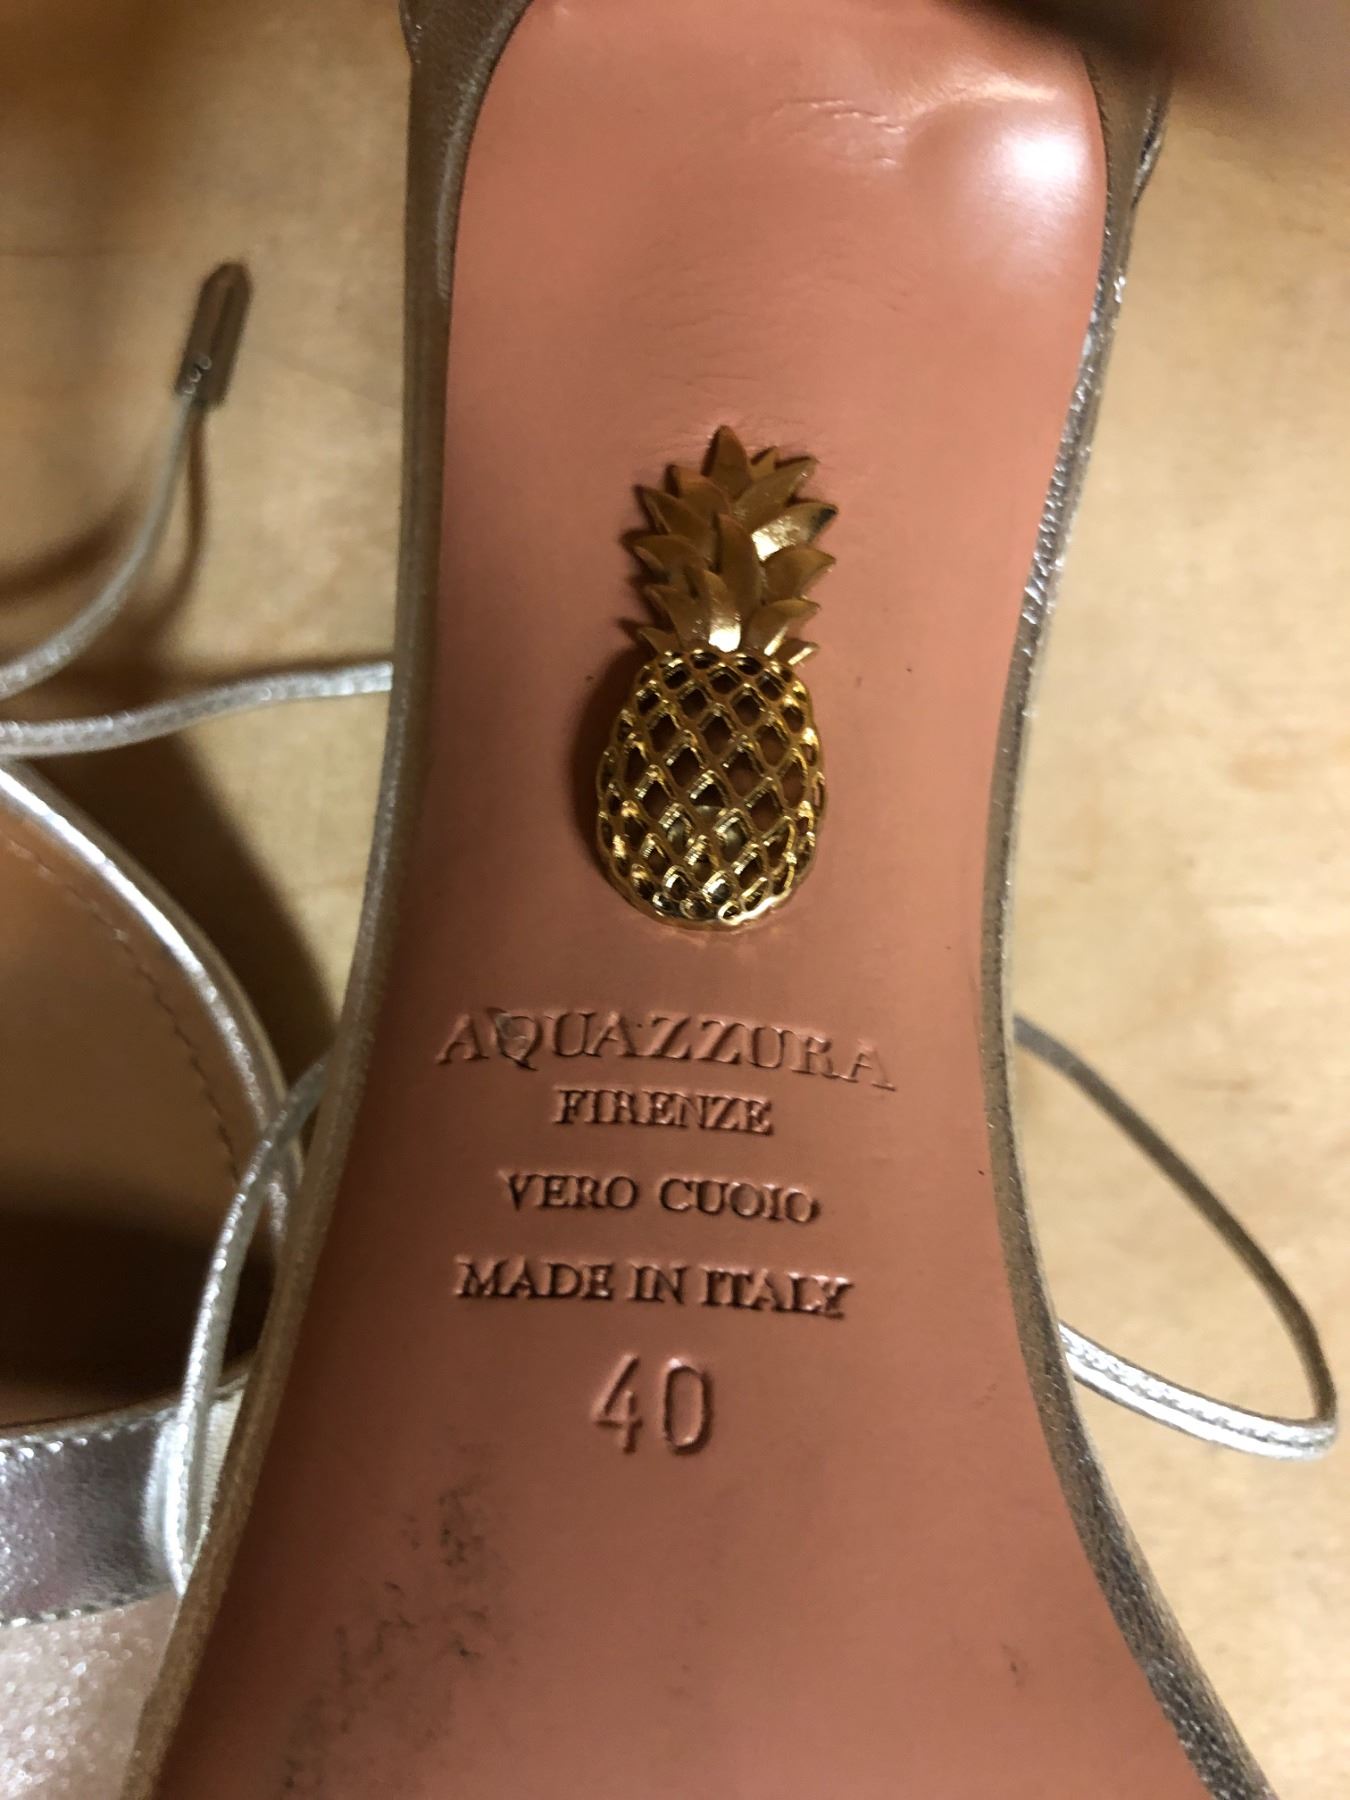 AQUAZZURA
FIRENZE
VERO CUOIO
MADE IN ITALY
40